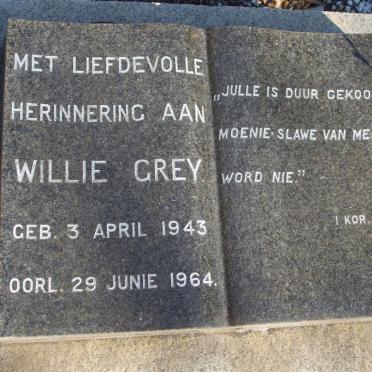 MET LIEFDEVOLLE
HERINNERING AAN
WILLIE GREY
GEB. 3 APRIL 1943
OORL. 29 JUNIE 1964.
„JULLE IS DUUR GEKOO
MOENIE SLAWE VAN ME
WORD NIE."
I KOR.